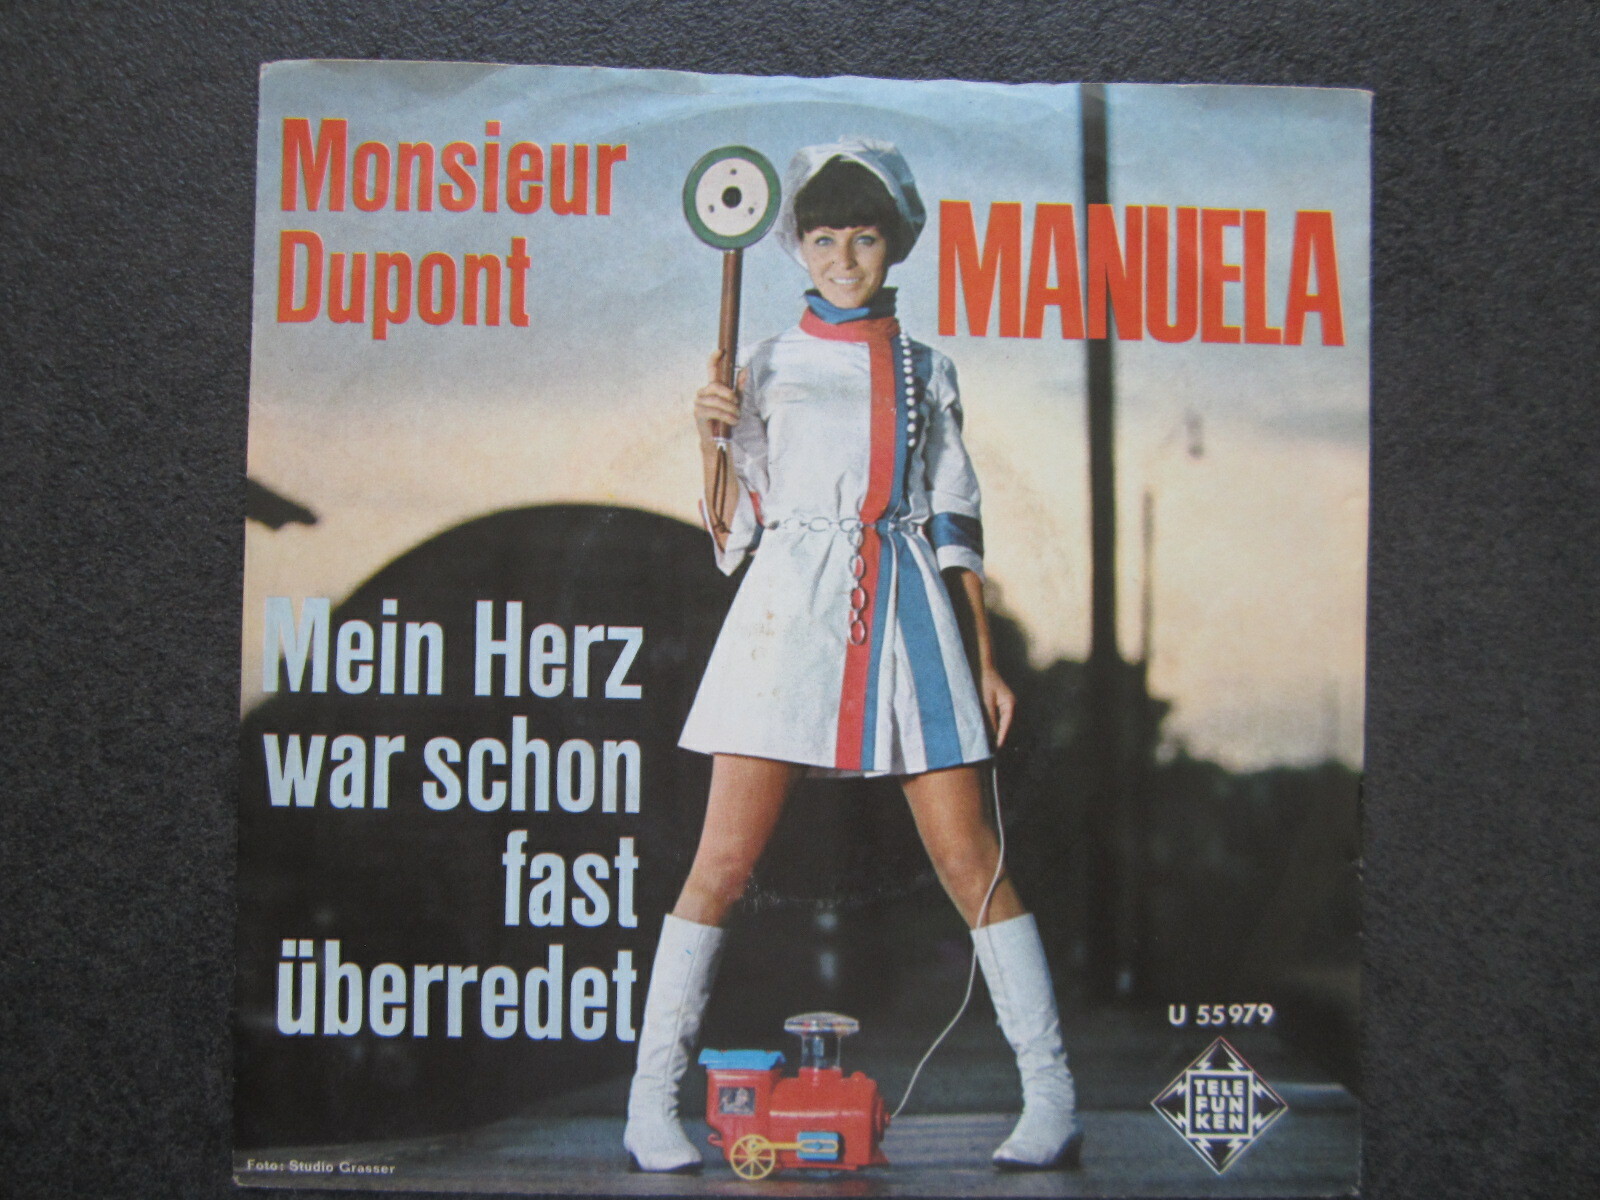 Monsieur
Dupont
MANUELA
Mein Herz
war schon
fast
überredet
U 55979
TELE
FUN
KEN
Foto: Studio Grasser